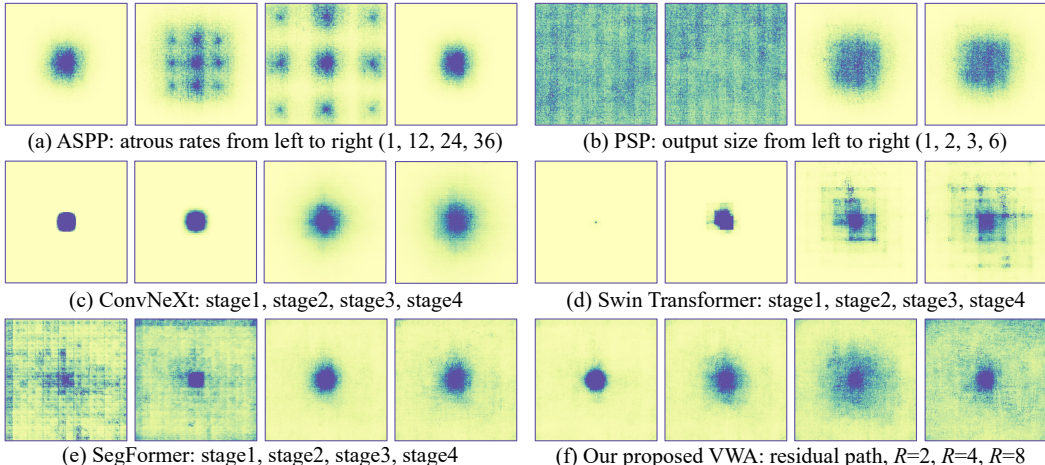 (a) ASPP: atrous rates from left to right (1, 12, 24, 36)
(b) PSP: output size from left to right (1, 2, 3, 6)
(c) ConvNeXt: stage1, stage2, stage3, stage4
(d) Swin Transformer: stage1, stage2, stage3, stage4
(e) SegFormer: stage1, stage2, stage3, stage4
(f) Our proposed VWA: residual path, R=2, R=4, R=8